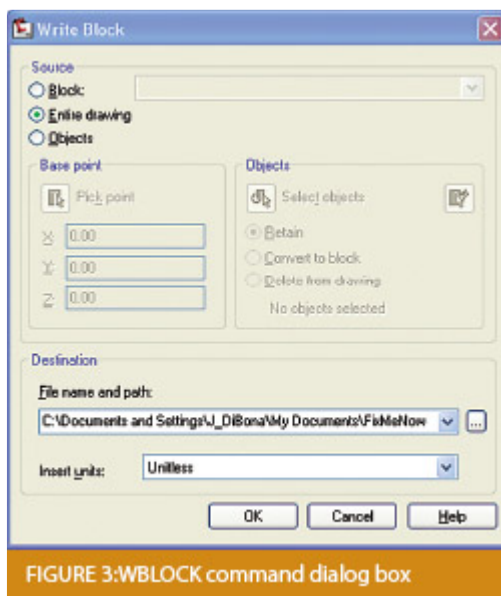 Write Block
Source
Block:
Entire drawing
Objects
Base point
Pick point
X: 0.00
Y: 0.00
Z: 0.00
Objects
Select objects
Retain
Convert to block
Delete from drawing
No objects selected
Destination
File name and path:
C:\Documents and Settings\J_DiBona\My Documents\FixMeNow
...
Insert units: Unitless
OK Cancel Help
FIGURE 3:WBLOCK command dialog box